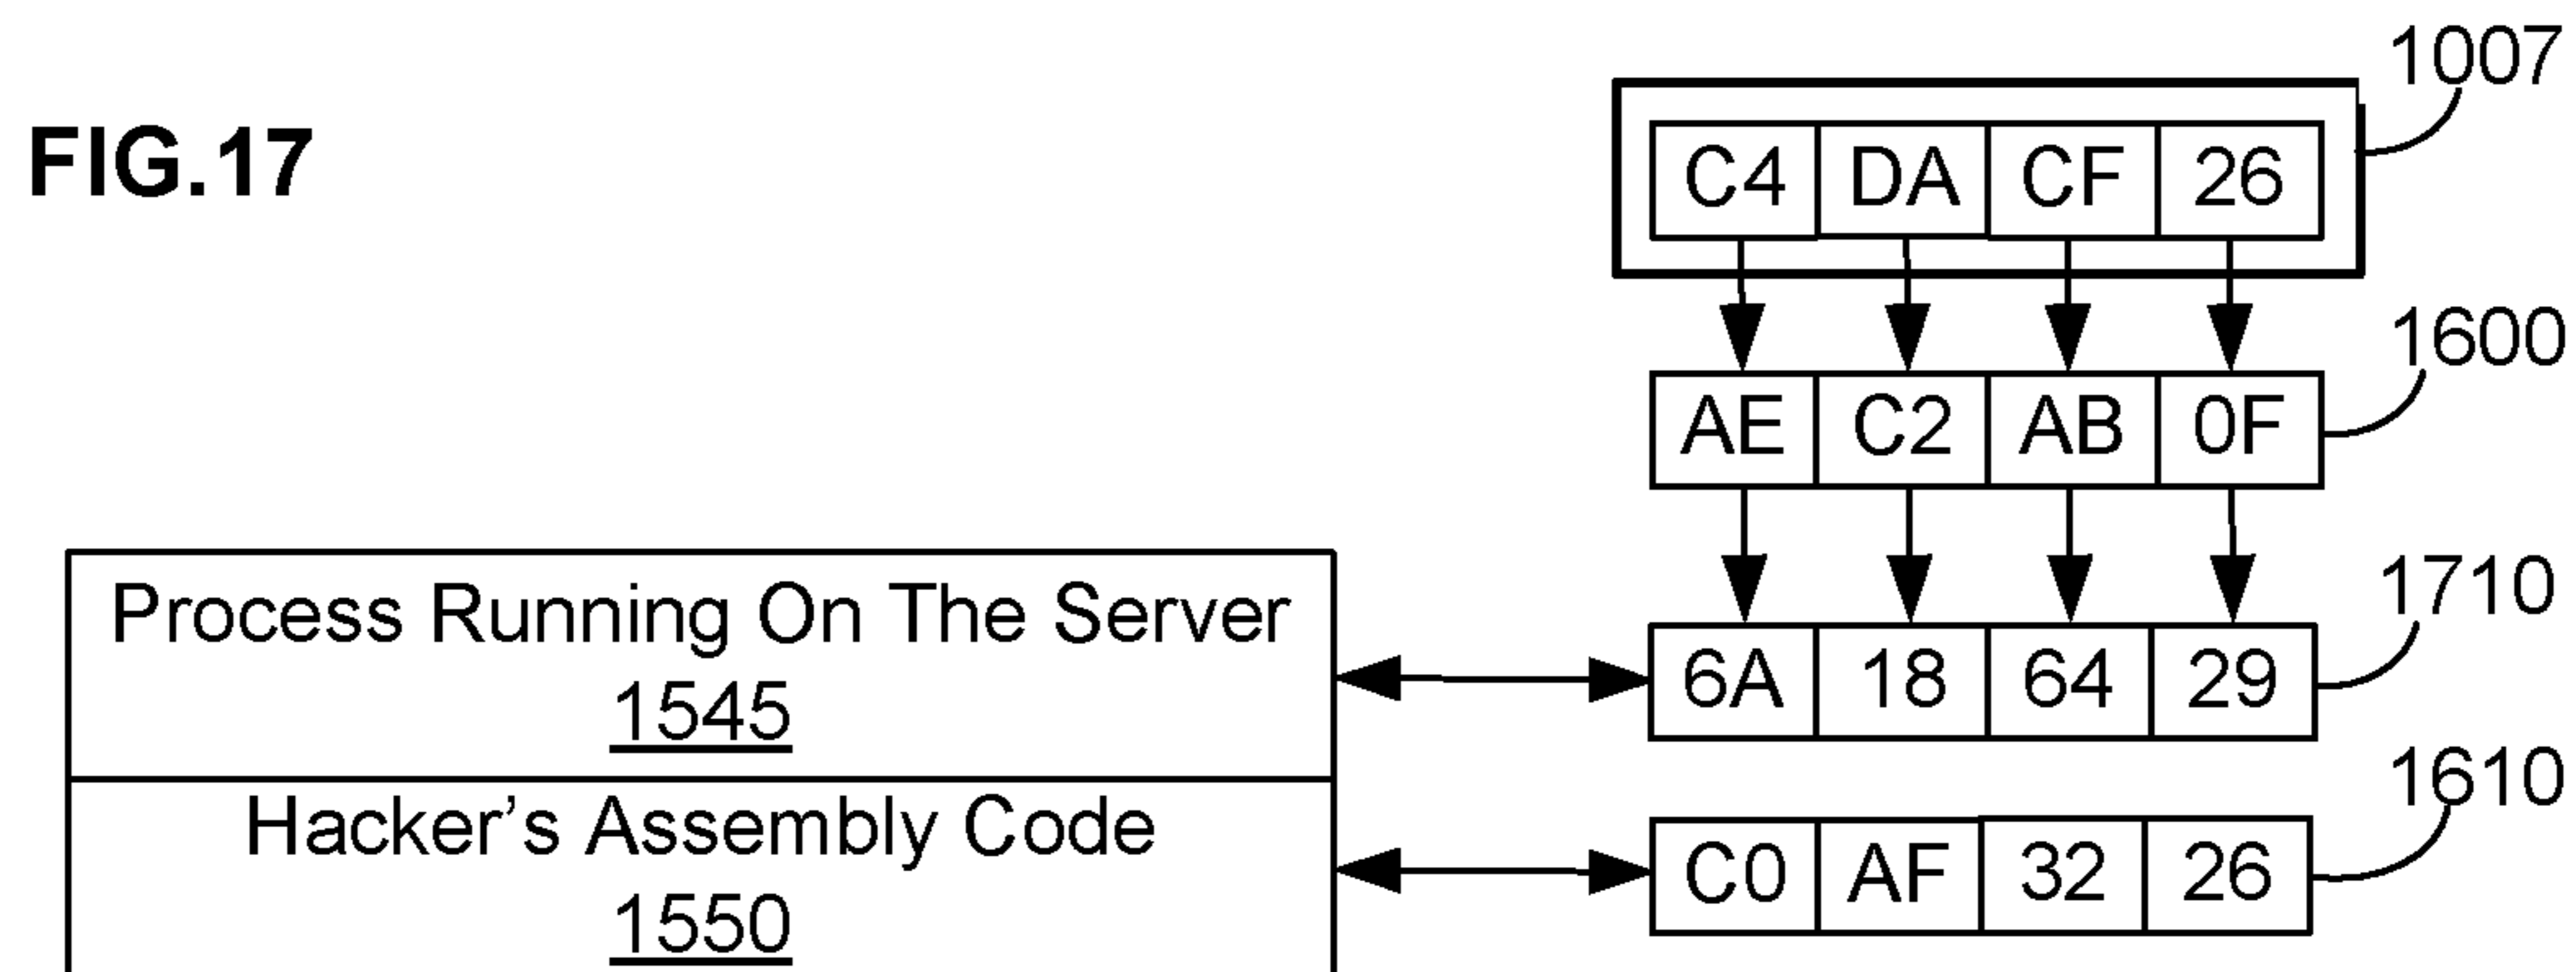 FIG.17
1007
C4 DA CF 26
1600
AE C2 AB 0F
1710
Process Running On The Server
1545
6A 18 64 29
1610
Hacker's Assembly Code
1550
C0 AF 32 26